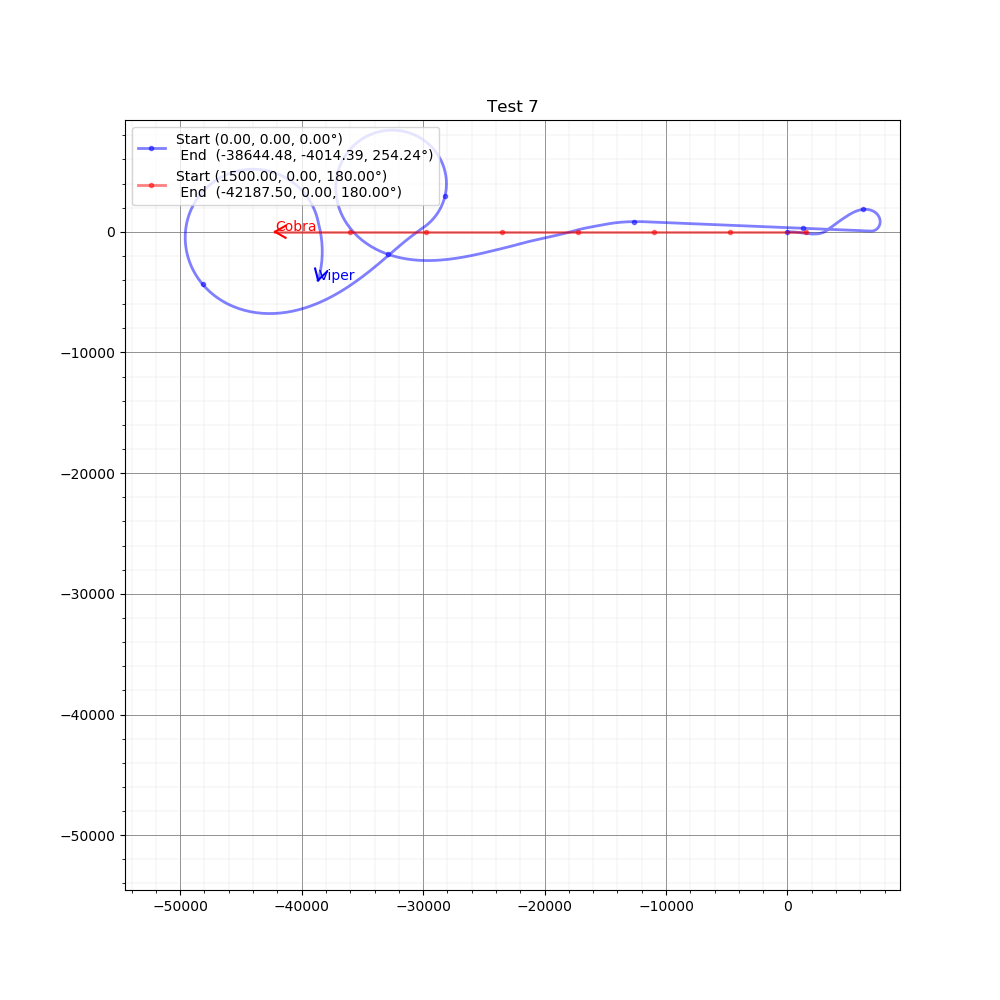 Test 7
Start (0.00, 0.00, 0.00°)
End (-38644.48, -4014.39, 254.24°)
Start (1500.00, 0.00, 180.00°)
End (-42187.50, 0.00, 180.00°)
Cobra
Viper
0
−10000
−20000
−30000
−40000
−50000
−50000 −40000 −30000 −20000 −10000 0